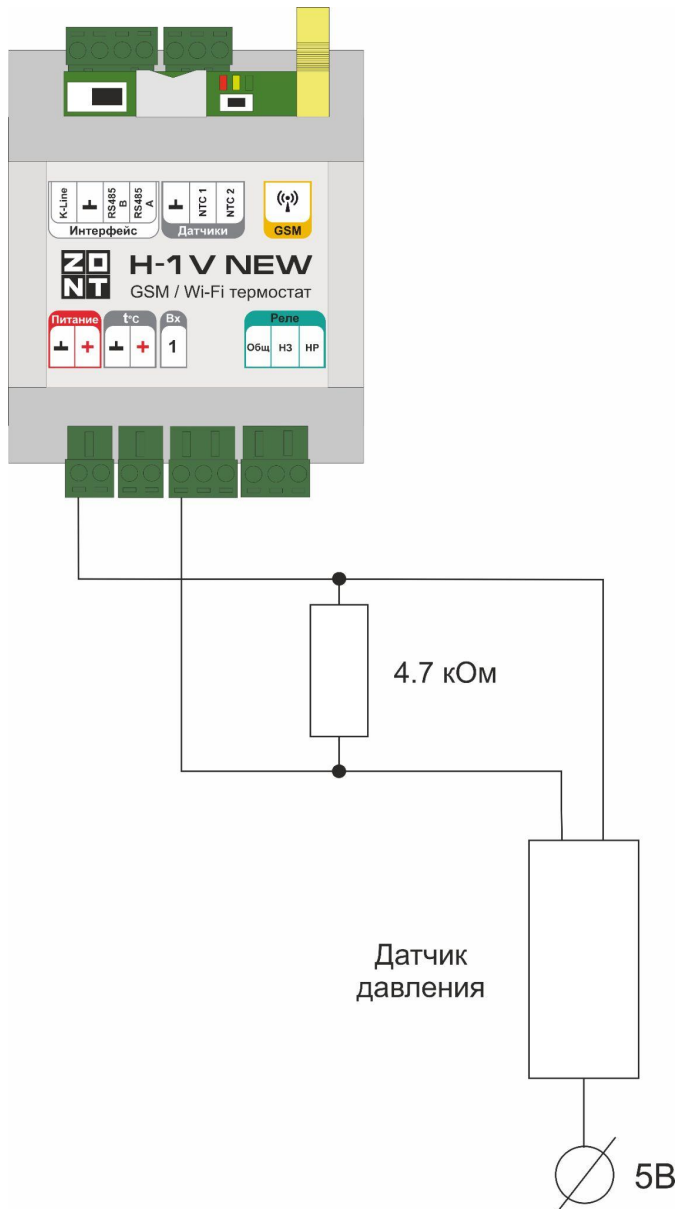 K-Line
⊥
RS485 B
RS485 A
⊥
NTC 1
NTC 2
Интерфейс
Датчики
GSM
ZONT
H-1V NEW
GSM / Wi-Fi термостат
Питание
t°c
Вх
Реле
⊥ + ⊥ + 1
Общ НЗ НР
4.7 кОм
Датчик
давления
5В